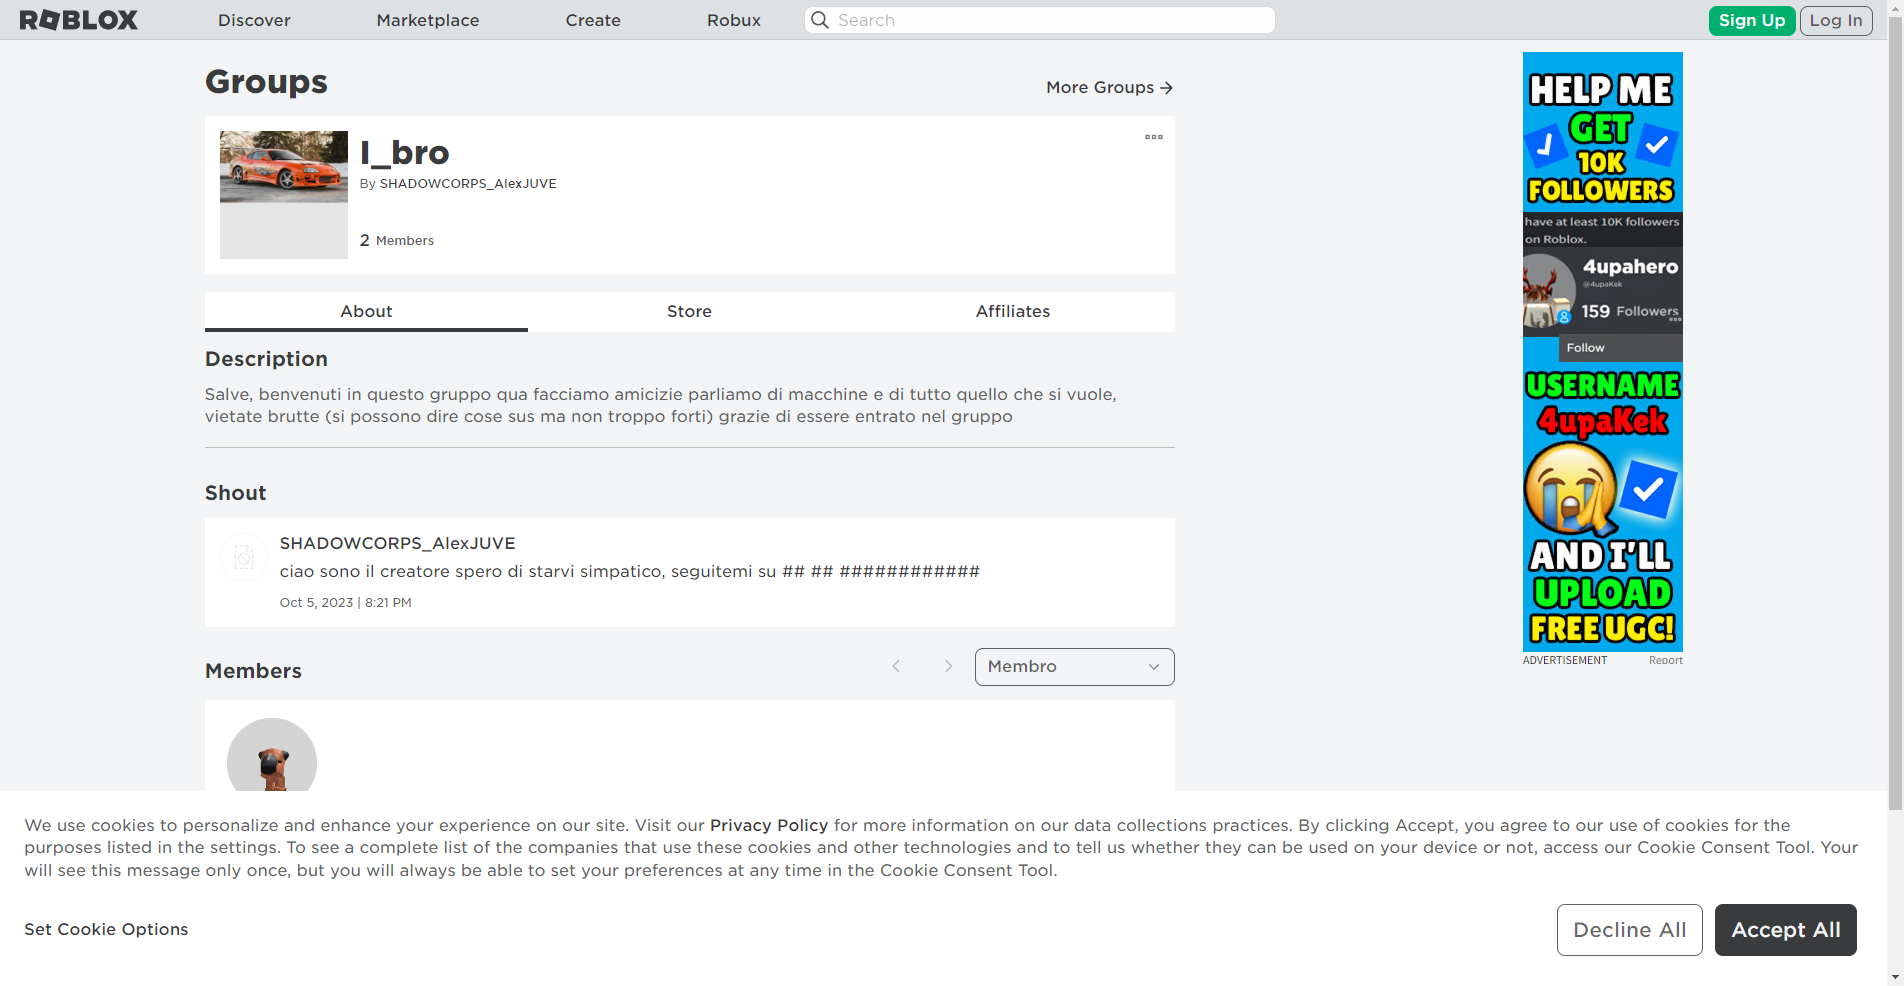 ROBLOX Discover Marketplace Create Robux Search Sign Up Log In
Groups
More Groups →
I_bro
By SHADOWCORPS_AlexJUVE
2 Members
About Store Affiliates
Description
Salve, benvenuti in questo gruppo qua facciamo amicizie parliamo di macchine e di tutto quello che si vuole,
vietate brutte (si possono dire cose sus ma non troppo forti) grazie di essere entrato nel gruppo
Shout
SHADOWCORPS_AlexJUVE
ciao sono il creatore spero di starvi simpatico, seguitemi su ## ## ############
Oct 5, 2023 | 8:21 PM
Members
Membro
HELP ME
GET
10K
FOLLOWERS
have at least 10K followers
on Roblox.
4upahero
@4upaKek
159 Followers
Follow
USERNAME
4upaKek
AND I'LL
UPLOAD
FREE UGC!
ADVERTISEMENT Report
We use cookies to personalize and enhance your experience on our site. Visit our Privacy Policy for more information on our data collections practices. By clicking Accept, you agree to our use of cookies for the
purposes listed in the settings. To see a complete list of the companies that use these cookies and other technologies and to tell us whether they can be used on your device or not, access our Cookie Consent Tool. Your
will see this message only once, but you will always be able to set your preferences at any time in the Cookie Consent Tool.
Set Cookie Options
Decline All
Accept All